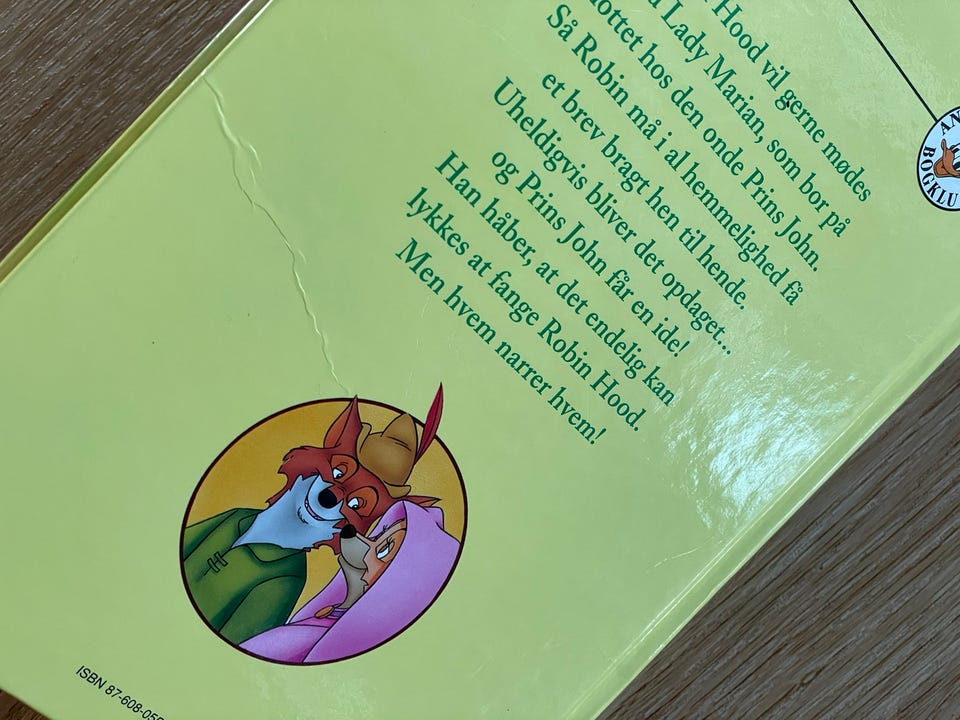 Hood vil gerne mødes
Lady Marian, som bor på
hos den onde Prins John.
Så Robin må i al hemmelighed få
et brev bragt hen til hende.
Uheldigvis bliver det opdaget...
og Prins John får en ide!
Han håber, at det endelig kan
lykkes at fange Robin Hood.
Men hvem narrer hvem!
AN
BOGKLU
ISBN 87-608-05